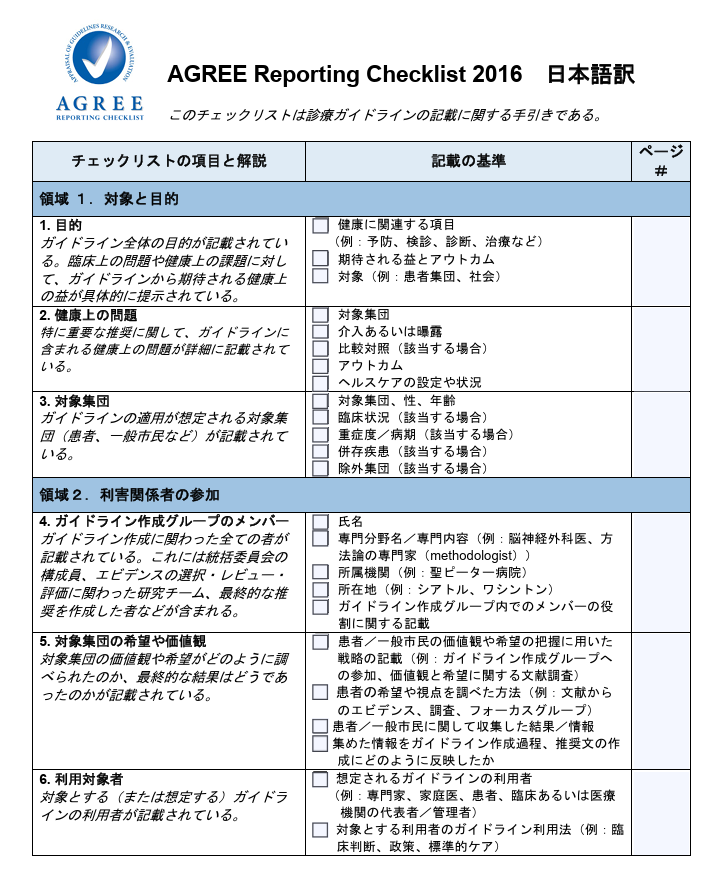 APPRAISAL OF GUIDELINES RESEARCH & EVALUATION
AGREE
REPORTING CHECKLIST
AGREE Reporting Checklist 2016 日本語訳
このチェックリストは診療ガイドラインの記載に関する手引きである。
チェックリストの項目と解説
記載の基準
ページ
#
領域 1. 対象と目的
1. 目的
ガイドライン全体の目的が記載されてい
る。臨床上の問題や健康上の課題に対し
て、ガイドラインから期待される健康上
の益が具体的に提示されている。
健康に関連する項目
（例：予防、検診、診断、治療など）
期待される益とアウトカム
対象（例：患者集団、社会）
2. 健康上の問題
特に重要な推奨に関して、ガイドラインに
含まれる健康上の問題が詳細に記載されて
いる。
対象集団
介入あるいは曝露
比較対照（該当する場合）
アウトカム
ヘルスケアの設定や状況
3. 対象集団
ガイドラインの適用が想定される対象集
団（患者、一般市民など）が記載されて
いる。
対象集団、性、年齢
臨床状況（該当する場合）
重症度／病期（該当する場合）
併存疾患（該当する場合）
除外集団（該当する場合）
領域２. 利害関係者の参加
4. ガイドライン作成グループのメンバー
ガイドライン作成に関わった全ての者が
記載されている。これには統括委員会の
構成員、エビデンスの選択・レビュー・
評価に関わった研究チーム、最終的な推
奨を作成した者などが含まれる。
氏名
専門分野名／専門内容（例：脳神経外科医、方
法論の専門家（methodologist））
所属機関（例：聖ピーター病院）
所在地（例：シアトル、ワシントン）
ガイドライン作成グループ内でのメンバーの役
割に関する記載
5. 対象集団の希望や価値観
対象集団の価値観や希望がどのように調
べられたのか、最終的な結果はどうであ
ったのかが記載されている。
患者／一般市民の価値観や希望の把握に用いた
戦略の記載（例：ガイドライン作成グループへ
の参加、価値観と希望に関する文献調査）
患者の希望や視点を調べた方法（例：文献から
のエビデンス、調査、フォーカスグループ）
患者／一般市民に関して収集した結果／情報
集めた情報をガイドライン作成過程、推奨文の作
成にどのように反映したか
6. 利用対象者
対象とする（または想定する）ガイドラ
インの利用者が記載されている。
想定されるガイドラインの利用者
（例：専門家、家庭医、患者、臨床あるいは医療
機関の代表者／管理者）
対象とする利用者のガイドライン利用法（例：臨
床判断、政策、標準的ケア）